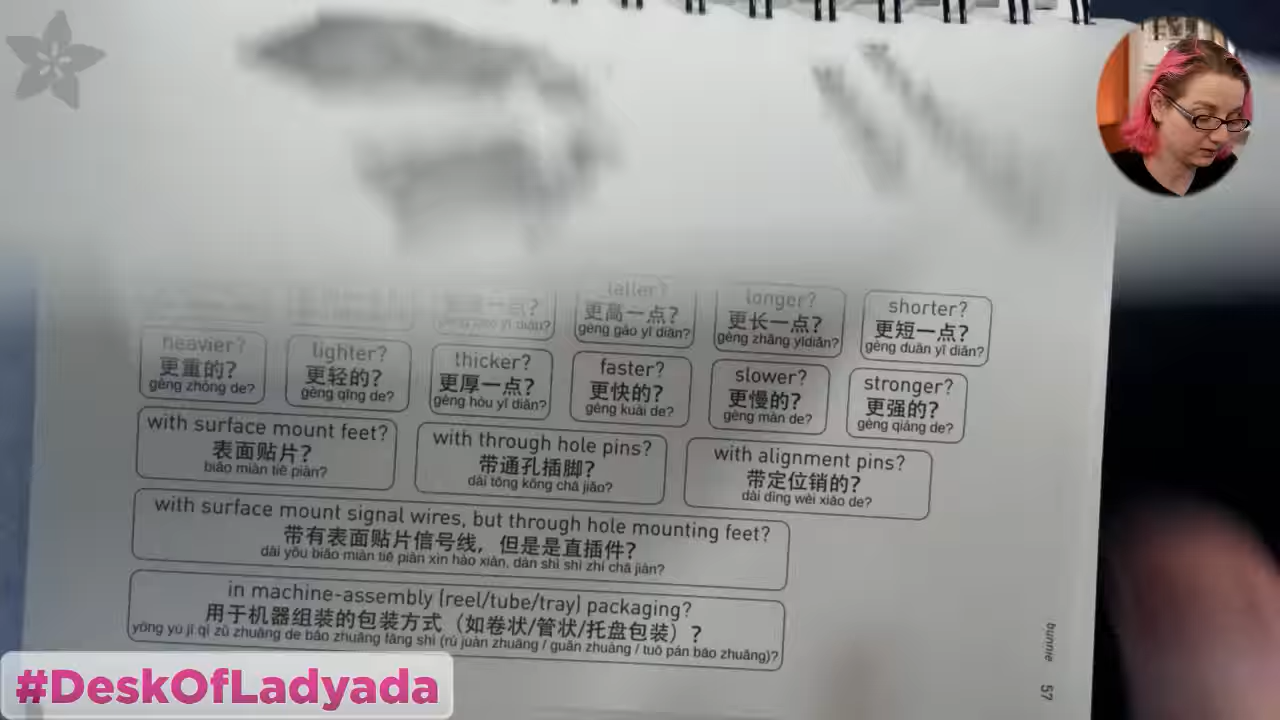 taller?
更高一点?
gèng gāo yī diǎn?
longer?
更长一点?
gèng zhǎng yīdiǎn?
shorter?
更短一点?
gèng duǎn yī diǎn?
heavier?
更重的?
gèng zhòng de?
lighter?
更轻的?
gèng qīng de?
thicker?
更厚一点?
gèng hòu yī diǎn?
faster?
更快的?
gèng kuài de?
slower?
更慢的?
gèng màn de?
stronger?
更强的?
gèng qiáng de?
with surface mount feet?
表面贴片?
biǎo miàn tiē piàn?
with through hole pins?
带通孔插脚?
dài tōng kǒng chā jiǎo?
with alignment pins?
带定位销的?
dài dìng wèi xiāo de?
with surface mount signal wires, but through hole mounting feet?
带有表面贴片信号线，但是是直插件?
dài yǒu biǎo miàn tiē piàn xìn hào xiàn, dàn shì shì zhí chā jiàn?
in machine-assembly (reel/tube/tray) packaging?
用于机器组装的包装方式（如卷状/管状/托盘包装）?
yòng yú jī qì zǔ zhuāng de bāo zhuāng fāng shì (rú juǎn zhuàng / guǎn zhuàng / tuō pán bāo zhuāng)?
bunnie 57
#DeskOfLadyada